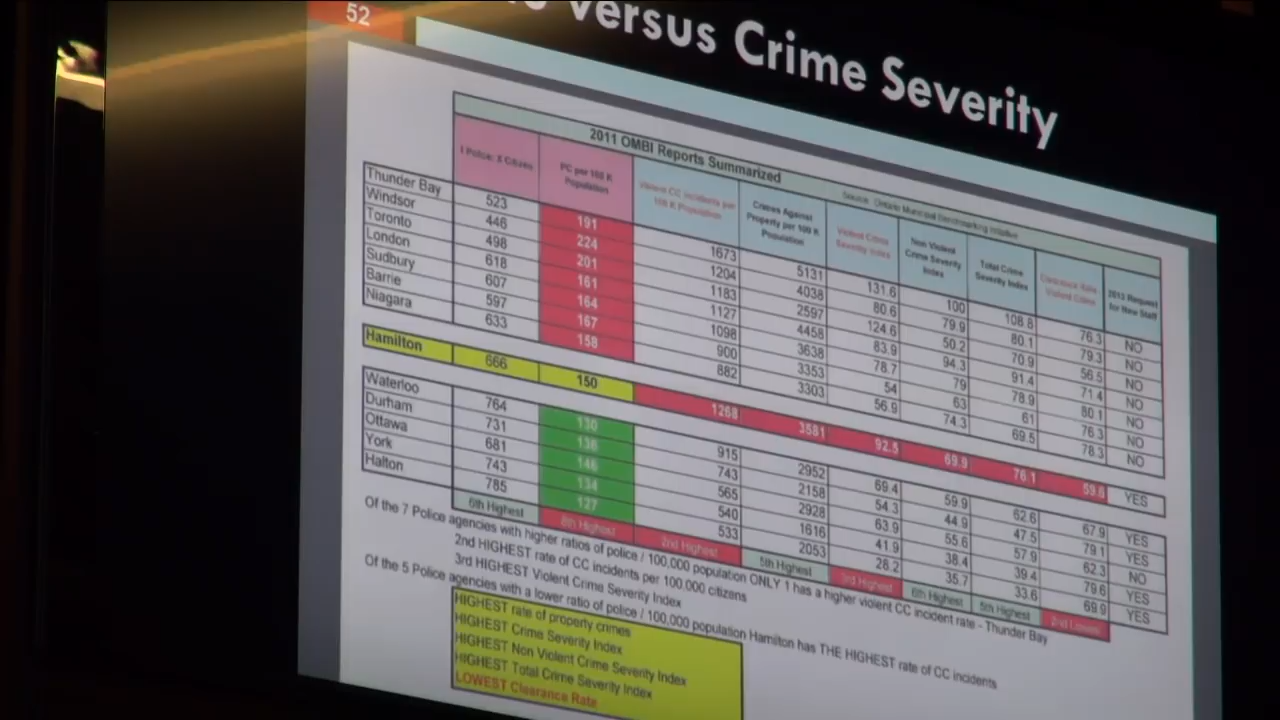 52
versus Crime Severity
2011 OMBI Reports Summarized
Source: Ontario Municipal Benchmarking Initiative
1 Police: X Citizens PC per 100 K Population Violent CC incidents per 100 K Population Crimes Against Property per 100 K Population Violent Crime Severity Index Non Violent Crime Severity Index Total Crime Severity Index Clearance Rate Violent Crime 2013 Request for New Staff
Thunder Bay 523 191 1673 5131 131.6 100 108.8 76.3 NO
Windsor 446 224 1204 4038 80.6 79.9 80.1 79.3 NO
Toronto 498 201 1183 2597 124.6 50.2 70.9 56.5 NO
London 618 161 1127 4458 83.9 94.3 91.4 71.4 NO
Sudbury 607 164 1098 3638 78.7 79 78.9 80.1 NO
Barrie 597 167 900 3353 54 63 61 76.3 NO
Niagara 633 158 882 3303 56.9 74.3 69.5 78.3 NO
Hamilton 666 150 1268 3581 92.5 69.9 76.1 59.6 YES
Waterloo 764 130 915 2952 69.4 59.9 62.6 67.9 YES
Durham 731 136 743 2158 54.3 44.9 47.5 79.1 YES
Ottawa 681 146 565 2928 63.9 55.6 57.9 62.3 NO
York 743 134 540 1616 41.9 38.4 39.4 79.6 YES
Halton 785 127 533 2053 28.2 35.7 33.6 69.9 YES
6th Highest 8th Highest 2nd Highest 5th Highest 3rd Highest 6th Highest 5th Highest 2nd Lowest
Of the 7 Police agencies with higher ratios of police / 100,000 population ONLY 1 has a higher violent CC incident rate - Thunder Bay
2nd HIGHEST rate of CC incidents per 100,000 citizens
3rd HIGHEST Violent Crime Severity Index
Of the 5 Police agencies with a lower ratio of police / 100,000 population Hamilton has THE HIGHEST rate of CC incidents
HIGHEST rate of property crimes
HIGHEST Crime Severity Index
HIGHEST Non Violent Crime Severity Index
HIGHEST Total Crime Severity Index
LOWEST Clearance Rate